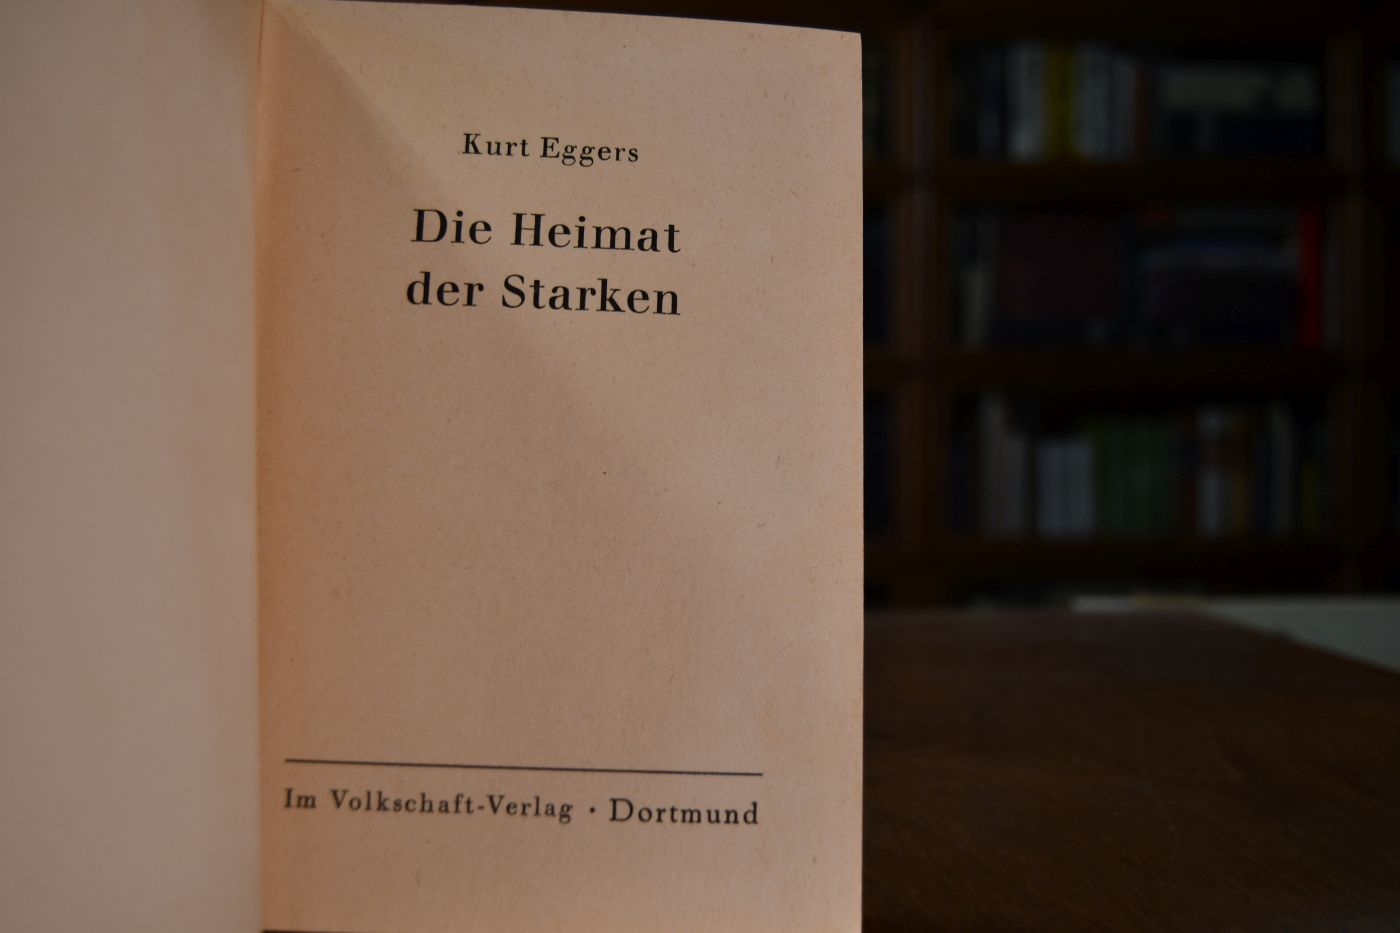 Kurt Eggers
Die Heimat
der Starken
Im Volkschaft-Verlag · Dortmund